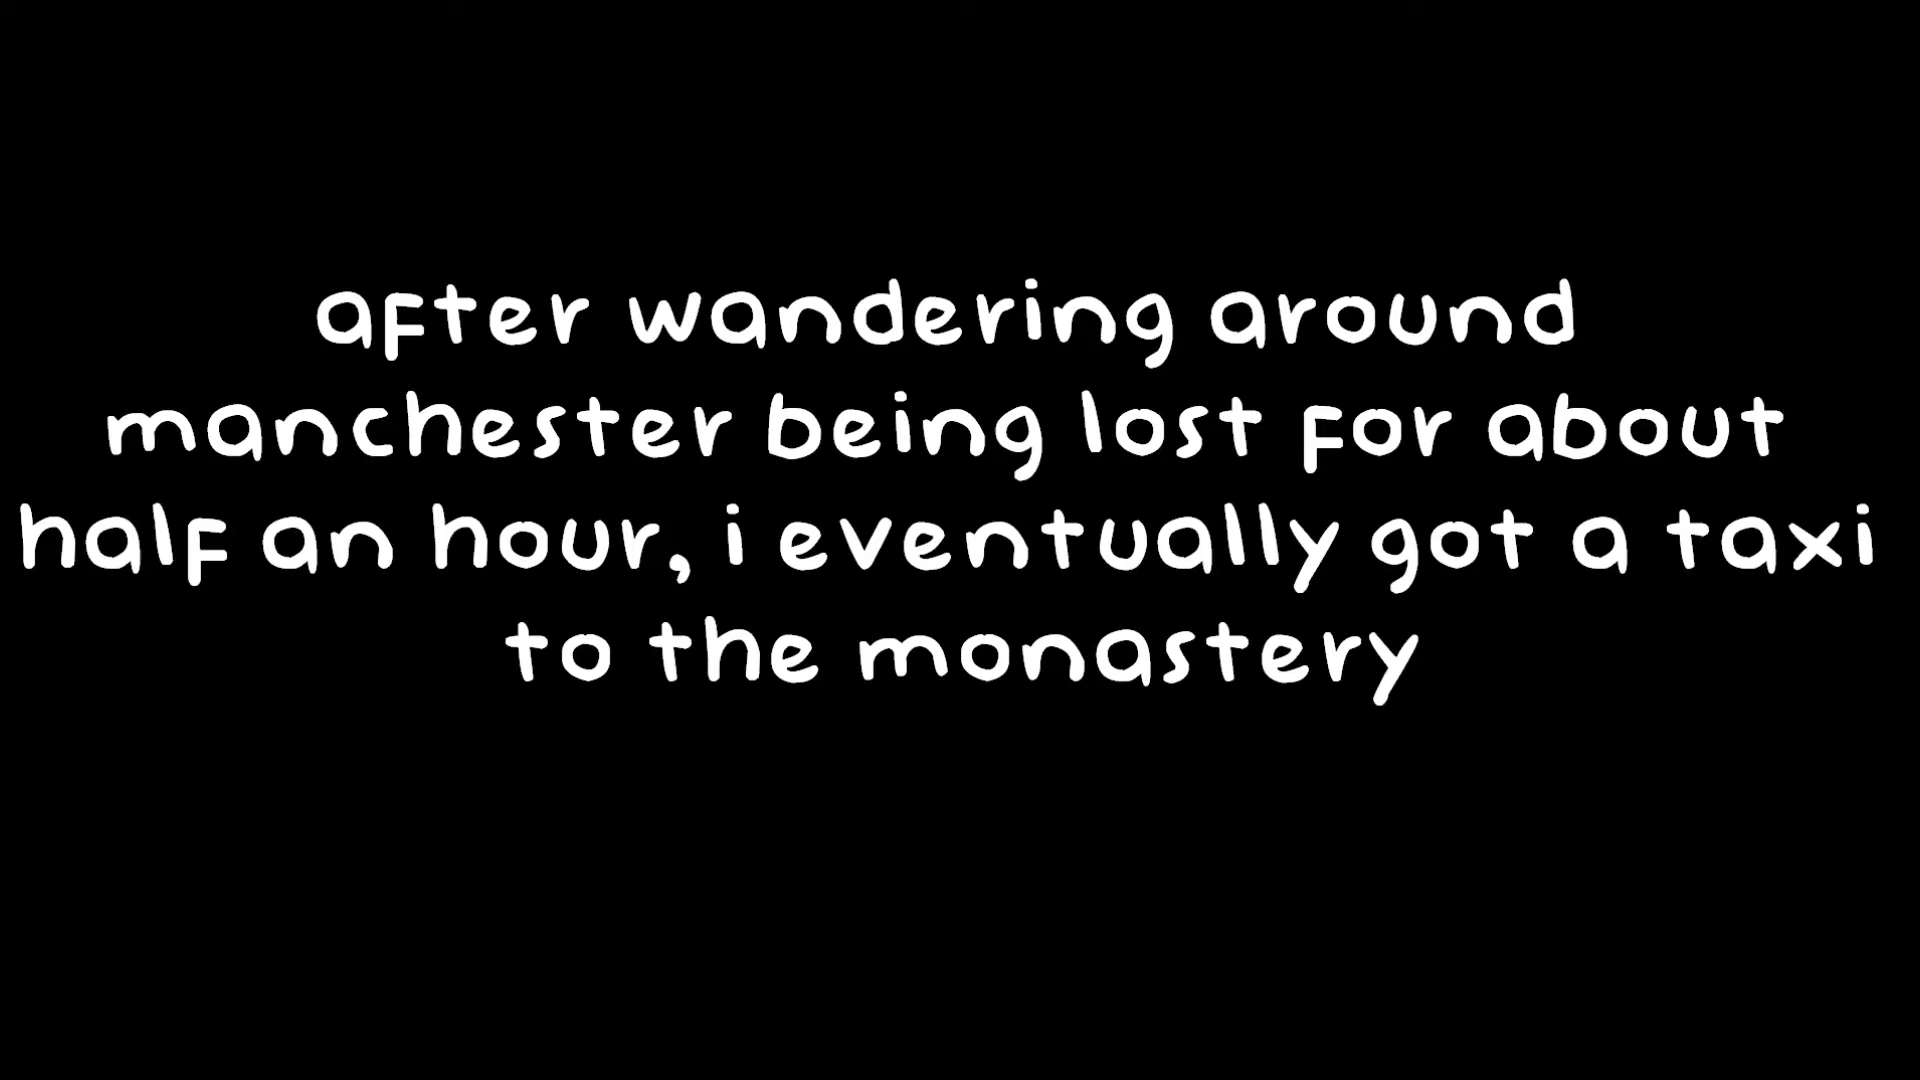 after wandering around
manchester being lost for about
half an hour, i eventually got a taxi
to the monastery